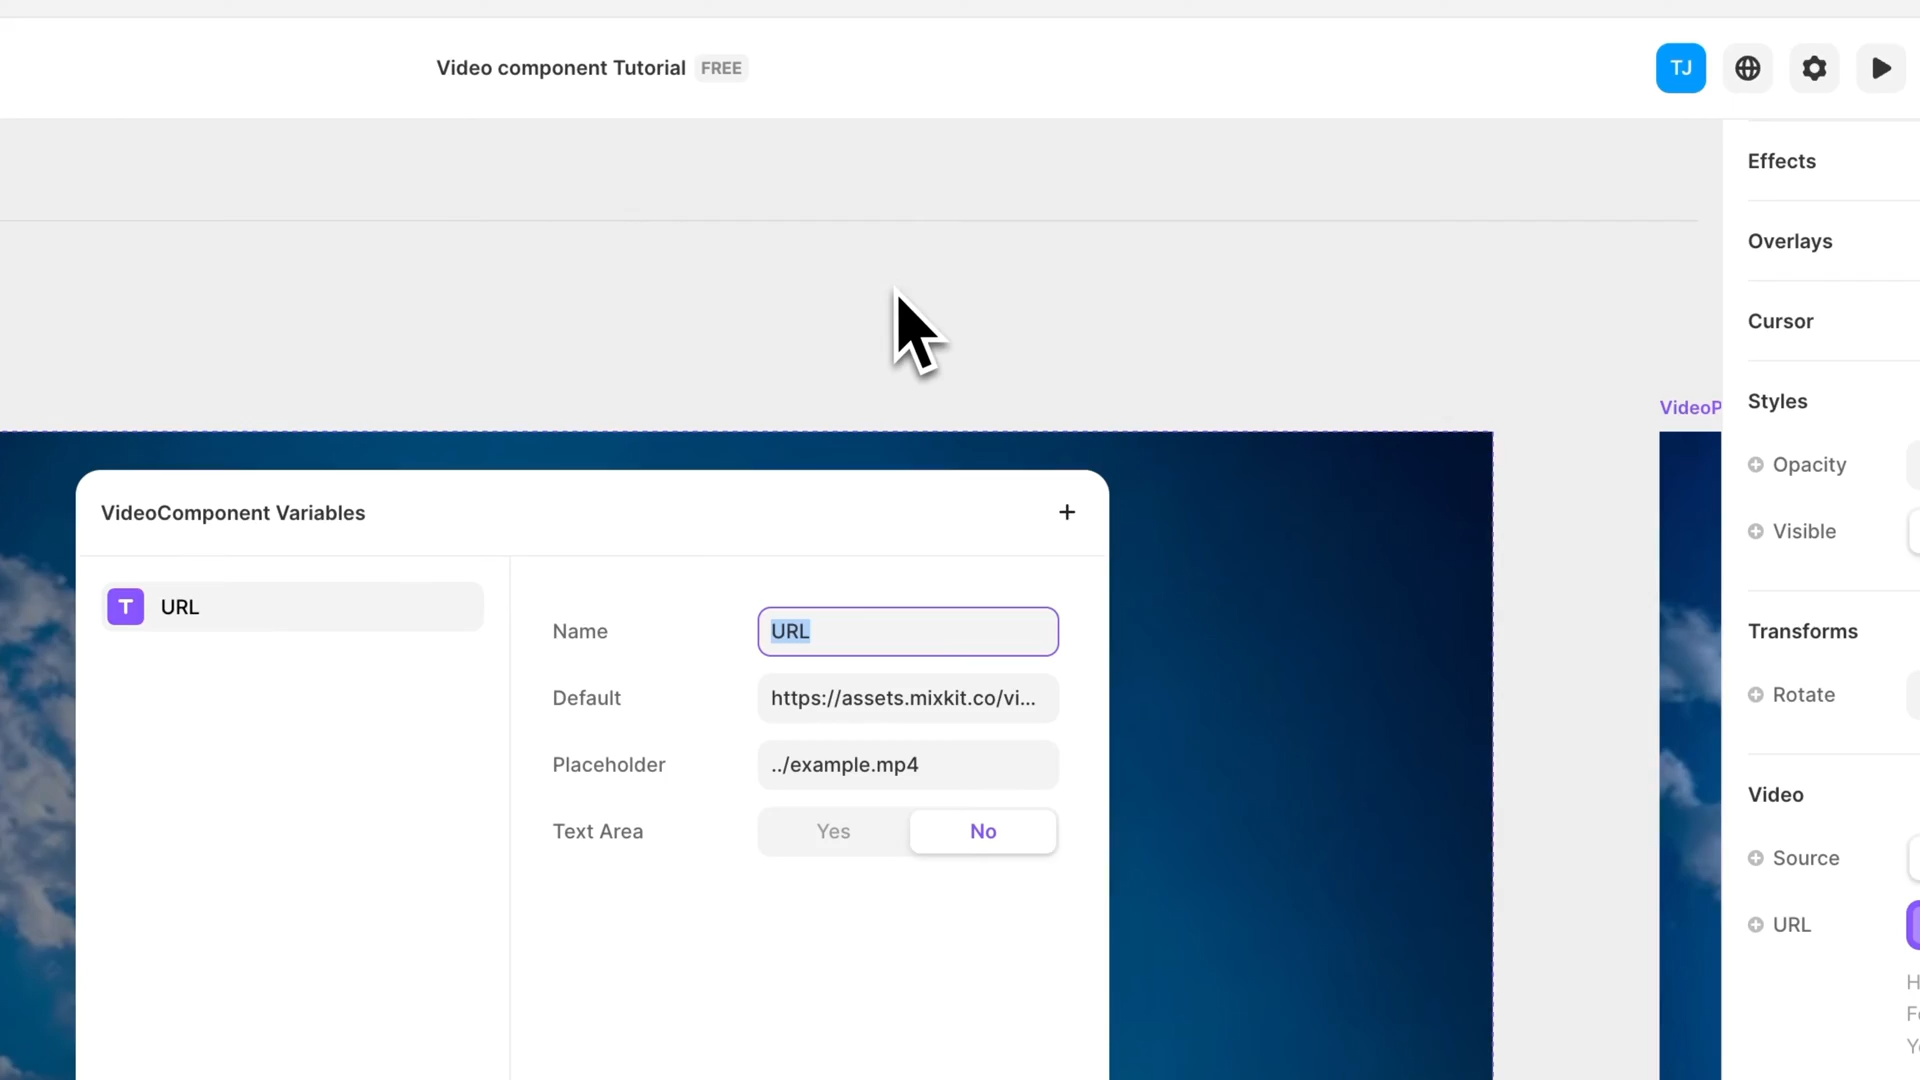 Video component Tutorial FREE
TJ
Effects
Overlays
Cursor
Styles
Opacity
Visible
Transforms
Rotate
Video
Source
URL
VideoP
VideoComponent Variables +
T URL
Name URL
Default https://assets.mixkit.co/vi...
Placeholder ../example.mp4
Text Area Yes No